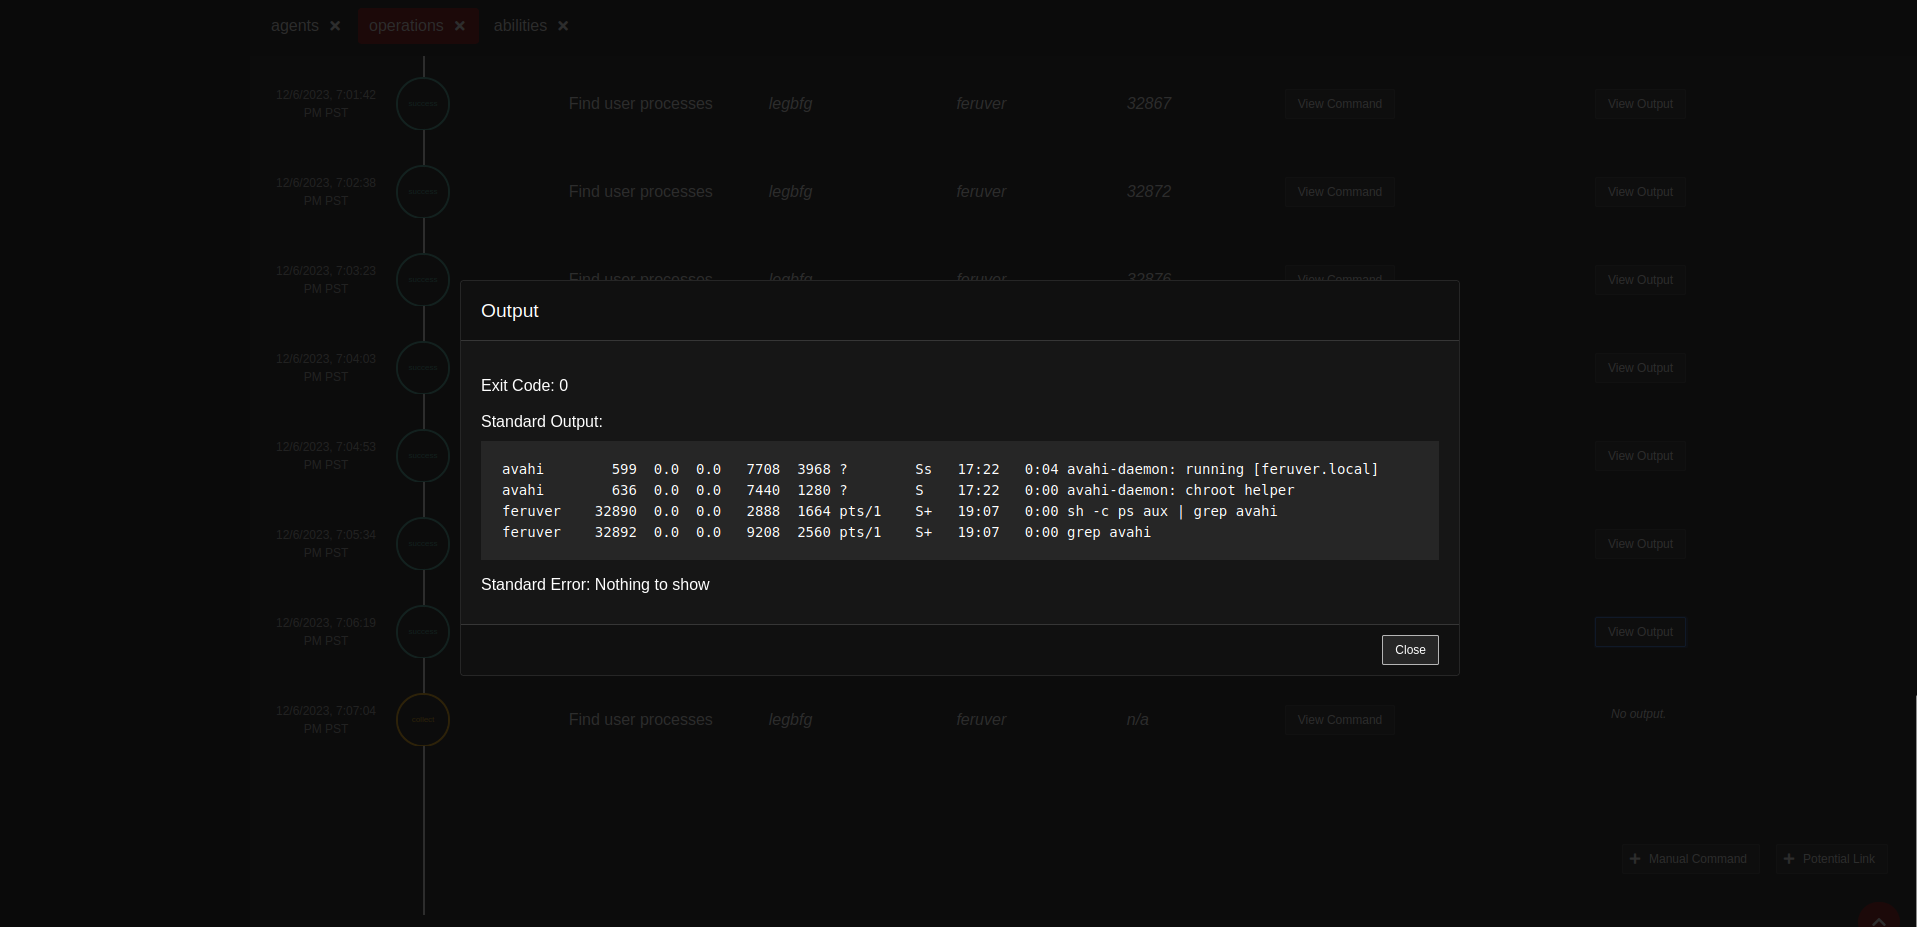 agents ✖ operations ✖ abilities ✖
12/6/2023, 7:01:42
PM PST
Find user processes legbfg feruver 32867 View Command View Output
12/6/2023, 7:02:38
PM PST
Find user processes legbfg feruver 32872 View Command View Output
12/6/2023, 7:03:23
PM PST
Find user processes legbfg feruver 32876 View Command View Output
12/6/2023, 7:04:03
PM PST
View Output
12/6/2023, 7:04:53
PM PST
View Output
12/6/2023, 7:05:34
PM PST
View Output
12/6/2023, 7:06:19
PM PST
View Output
Output
Exit Code: 0
Standard Output:
avahi 599 0.0 0.0 7708 3968 ? Ss 17:22 0:04 avahi-daemon: running [feruver.local]
avahi 636 0.0 0.0 7440 1280 ? S 17:22 0:00 avahi-daemon: chroot helper
feruver 32890 0.0 0.0 2888 1664 pts/1 S+ 19:07 0:00 sh -c ps aux | grep avahi
feruver 32892 0.0 0.0 9208 2560 pts/1 S+ 19:07 0:00 grep avahi
Standard Error: Nothing to show
Close
12/6/2023, 7:07:04
PM PST
Find user processes legbfg feruver n/a View Command No output.
Manual Command Potential Link